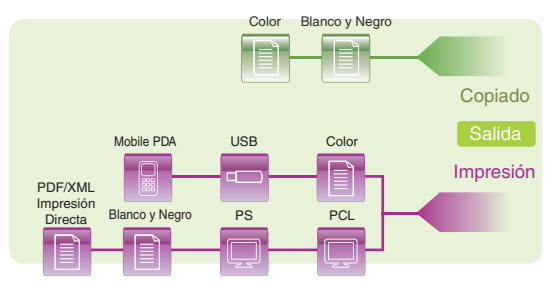 Color
Blanco y Negro
Copiado
Salida
Mobile PDA
USB
Color
Impresión
PDF/XML
Impresión
Directa
Blanco y Negro
PS
PCL